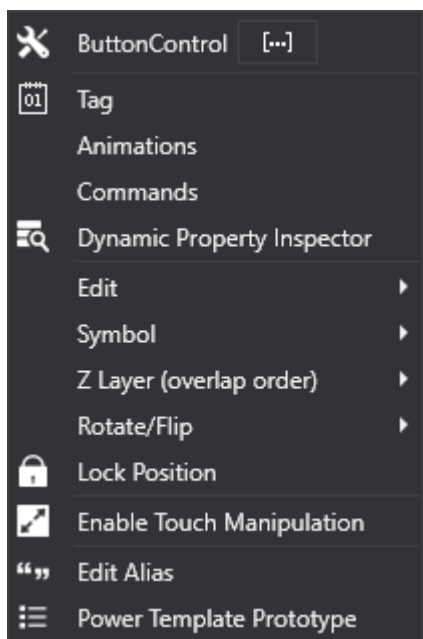 ButtonControl [...]
01 Tag
Animations
Commands
Dynamic Property Inspector
Edit
Symbol
Z Layer (overlap order)
Rotate/Flip
Lock Position
Enable Touch Manipulation
Edit Alias
Power Template Prototype